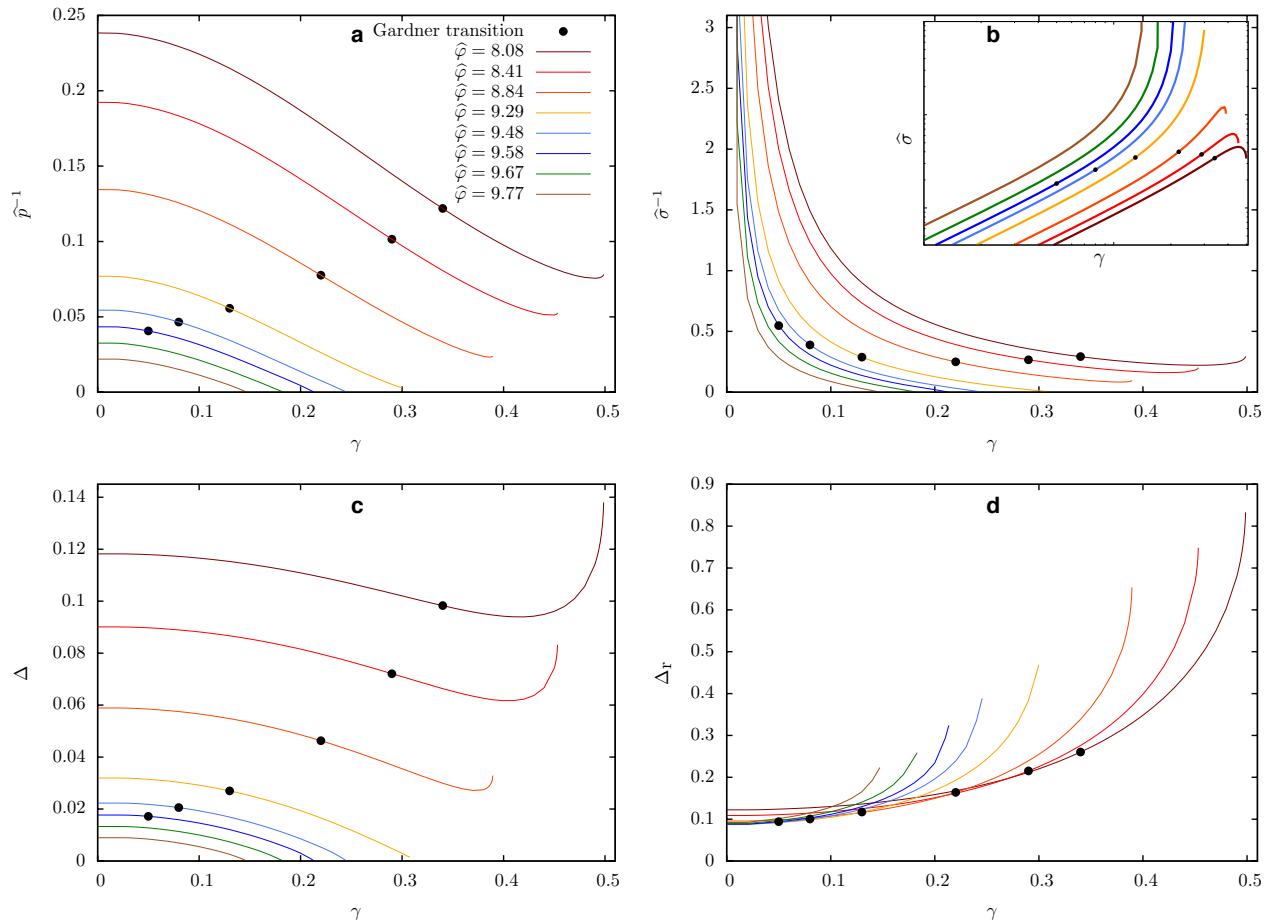 a
Gardner transition
φ̂ = 8.08
φ̂ = 8.41
φ̂ = 8.84
φ̂ = 9.29
φ̂ = 9.48
φ̂ = 9.58
φ̂ = 9.67
φ̂ = 9.77
0.25
0.2
0.15
0.1
0.05
0
p̂⁻¹
0 0.1 0.2 0.3 0.4 0.5
γ
b
3
2
1
0
σ̂⁻¹
σ̂
γ
0 0.1 0.2 0.3 0.4 0.5
γ
c
0.14
0.12
0.1
0.08
0.06
0.04
0.02
0
Δ
0 0.1 0.2 0.3 0.4 0.5
γ
d
0.9
0.8
0.7
0.6
0.5
0.4
0.3
0.2
0.1
0
Δr
0 0.1 0.2 0.3 0.4 0.5
γ